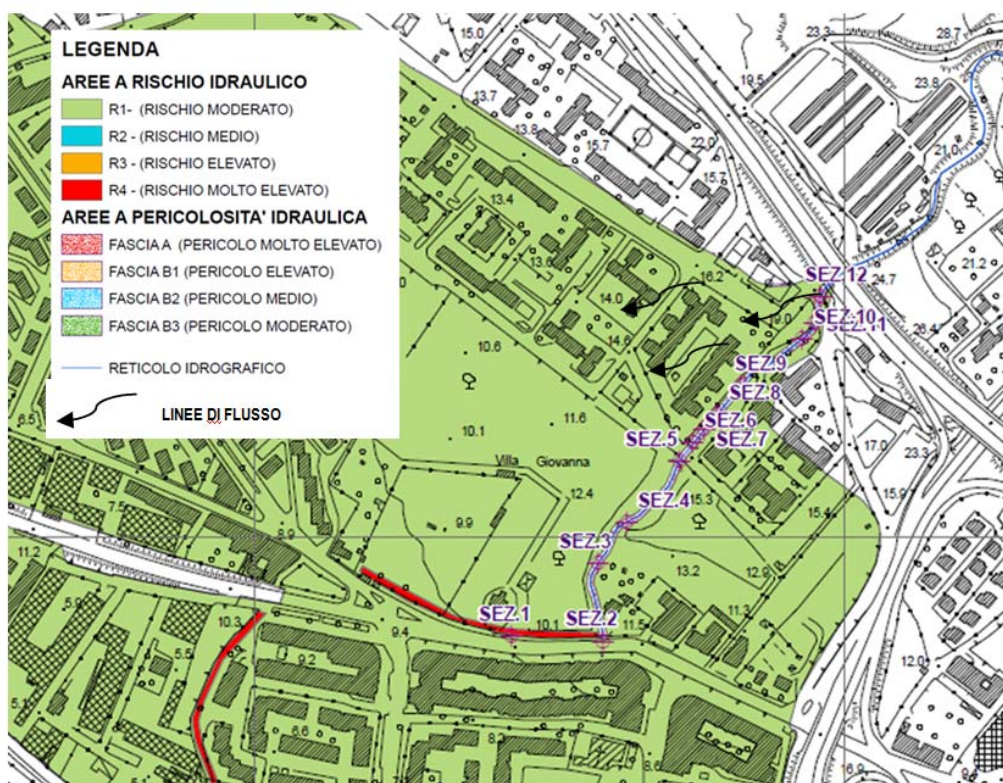 LEGENDA
AREE A RISCHIO IDRAULICO
R1- (RISCHIO MODERATO)
R2 - (RISCHIO MEDIO)
R3 - (RISCHIO ELEVATO)
R4 - (RISCHIO MOLTO ELEVATO)
AREE A PERICOLOSITA' IDRAULICA
FASCIA A (PERICOLO MOLTO ELEVATO)
FASCIA B1 (PERICOLO ELEVATO)
FASCIA B2 (PERICOLO MEDIO)
FASCIA B3 (PERICOLO MODERATO)
RETICOLO IDROGRAFICO
LINEE DI FLUSSO
15.0
23.3
28.7
19.5
23.8
13.7
13.8
22.0
15.7
21.0
15.7
13.4
13.6
16.2
21.2
14.0
24.7
SEZ.12
19.0
SEZ.10
SEZ.11
26.4
14.6
10.6
SEZ.9
SEZ.8
6.5
11.6
SEZ.6
10.1
SEZ.5
SEZ.7
17.0
23.3
Villa Giovanna
12.4
SEZ.4
15.3
15.9
7.5
9.9
15.4
8.9
SEZ.3
11.2
13.2
12.9
5.9
SEZ.1
10.1
SEZ.2
11.5
11.3
10.3
9.4
5.5
9.2
12.0
6.6
8.6
16.9